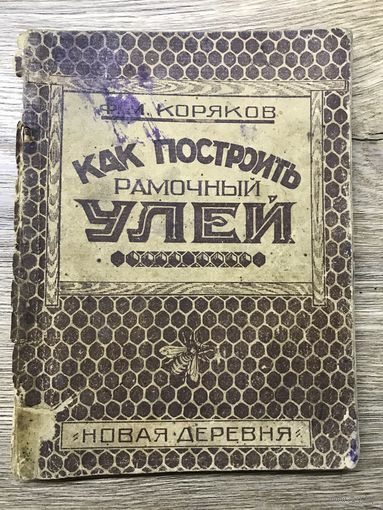 КОРЯКОВ
КАК ПОСТРОИТЬ
РАМОЧНЫЙ
УЛЕЙ
«НОВАЯ ДЕРЕВНЯ»